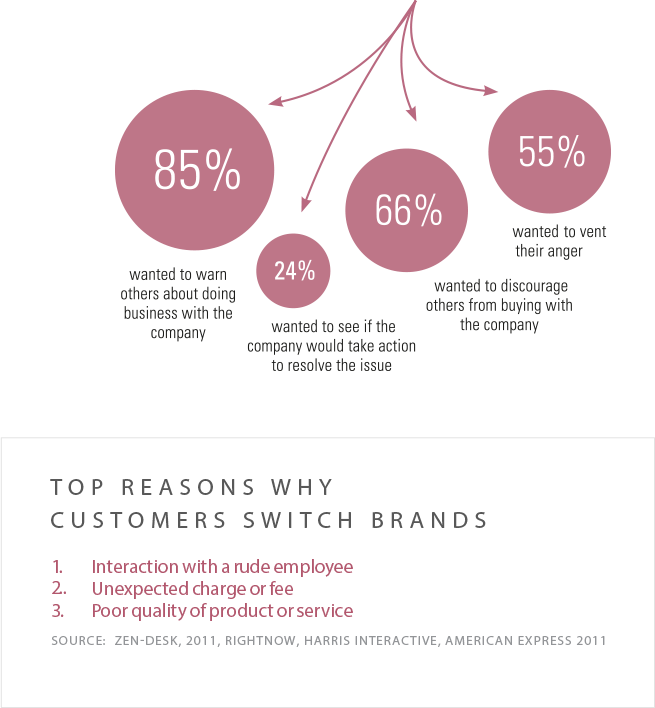 85%
wanted to warn
others about doing
business with the
company
24%
wanted to see if the
company would take action
to resolve the issue
66%
wanted to discourage
others from buying with
the company
55%
wanted to vent
their anger
TOP REASONS WHY
CUSTOMERS SWITCH BRANDS
1. Interaction with a rude employee
2. Unexpected charge or fee
3. Poor quality of product or service
SOURCE: ZEN-DESK, 2011, RIGHTNOW, HARRIS INTERACTIVE, AMERICAN EXPRESS 2011